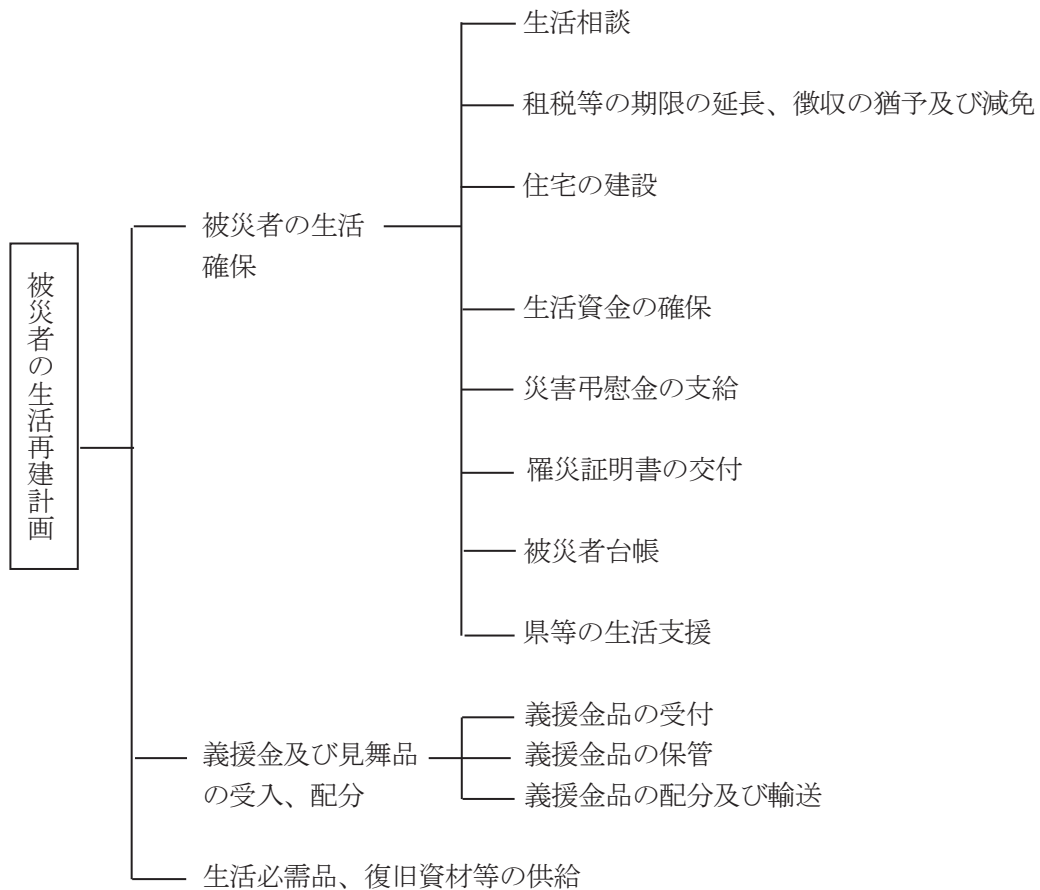 被災者の生活再建計画
被災者の生活
確保
生活相談
租税等の期限の延長、徴収の猶予及び減免
住宅の建設
生活資金の確保
災害弔慰金の支給
罹災証明書の交付
被災者台帳
県等の生活支援
義援金及び見舞品
の受入、配分
義援金品の受付
義援金品の保管
義援金品の配分及び輸送
生活必需品、復旧資材等の供給